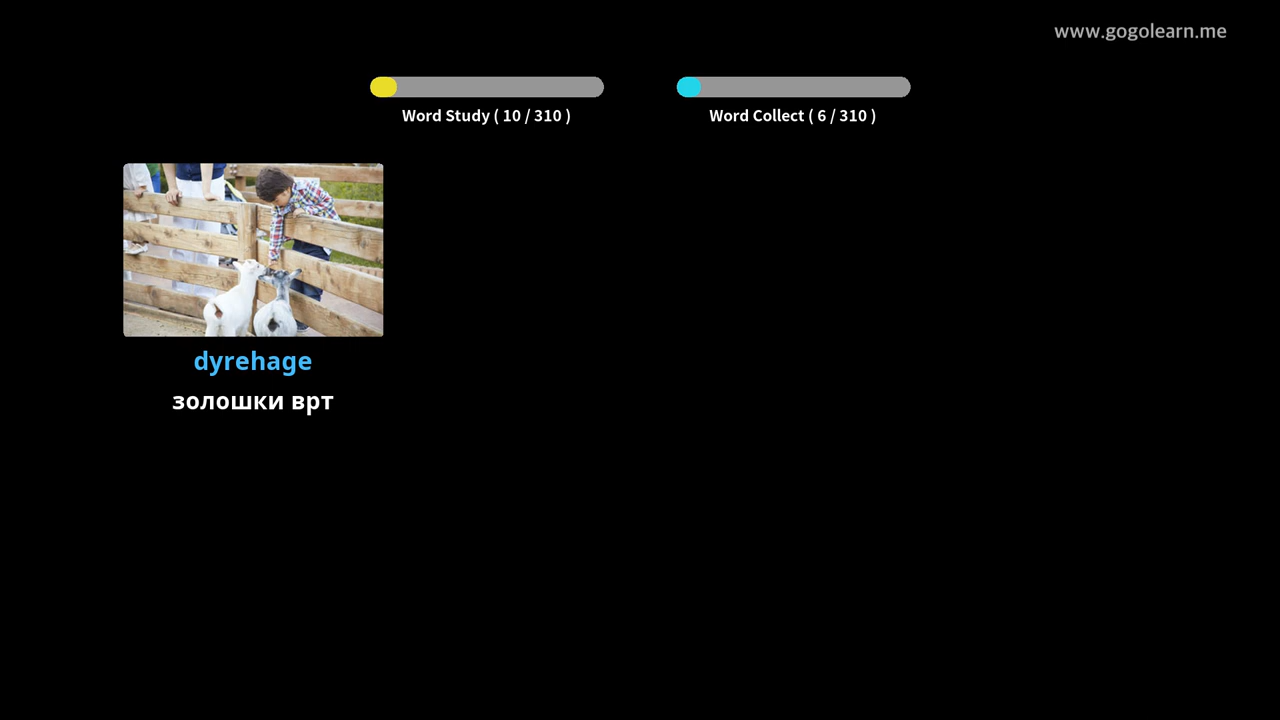 www.gogolearn.me
Word Study ( 10 / 310 )
Word Collect ( 6 / 310 )
dyrehage
золошки врт